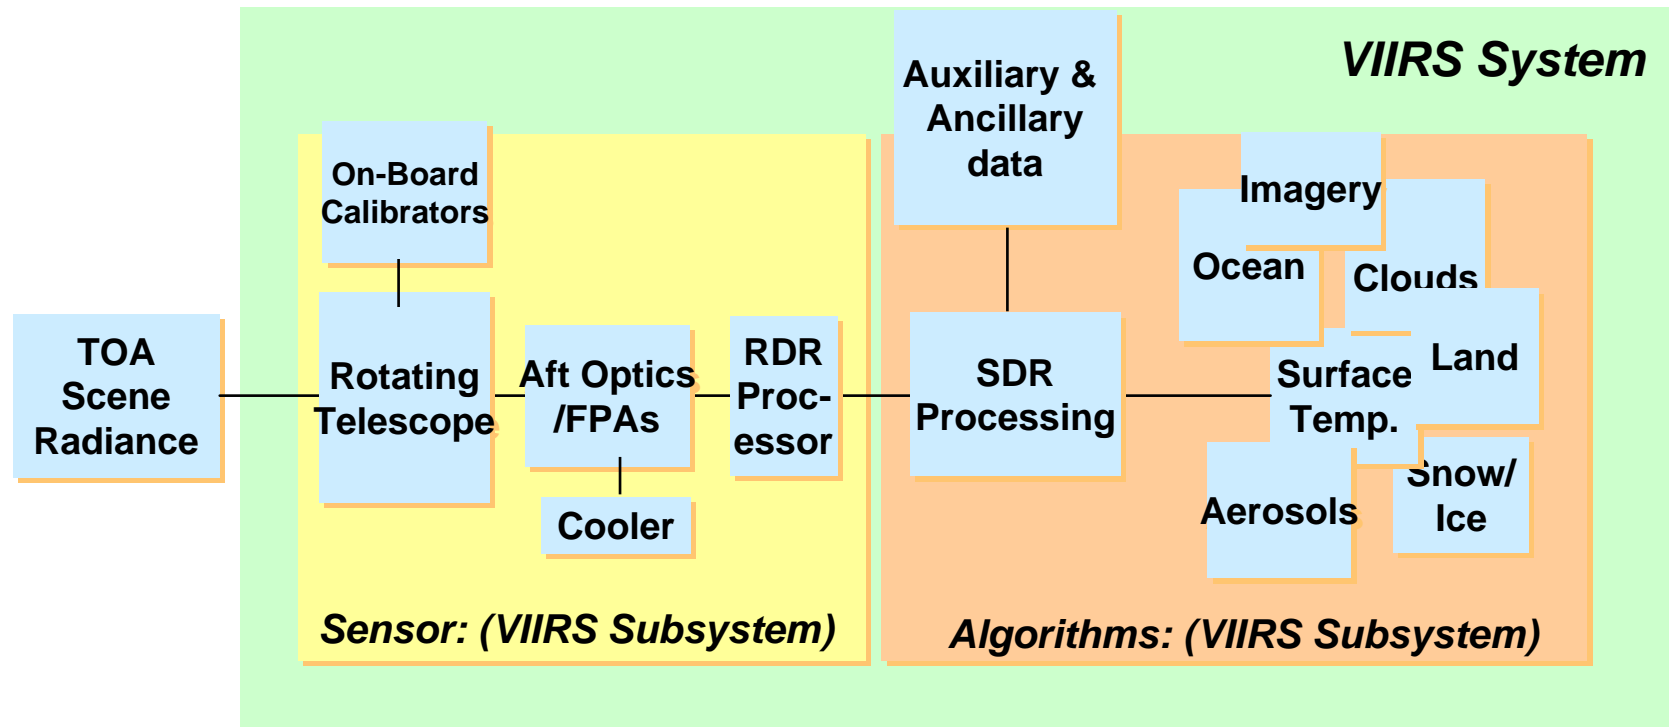 VIIRS System
Auxiliary &
Ancillary
data
On-Board
Calibrators
Imagery
Ocean
Clouds
TOA
Scene
Radiance
Rotating
Telescope
Aft Optics
/FPAs
RDR
Proc-
essor
SDR
Processing
Surface
Temp.
Land
Cooler
Aerosols
Snow/
Ice
Sensor: (VIIRS Subsystem)
Algorithms: (VIIRS Subsystem)